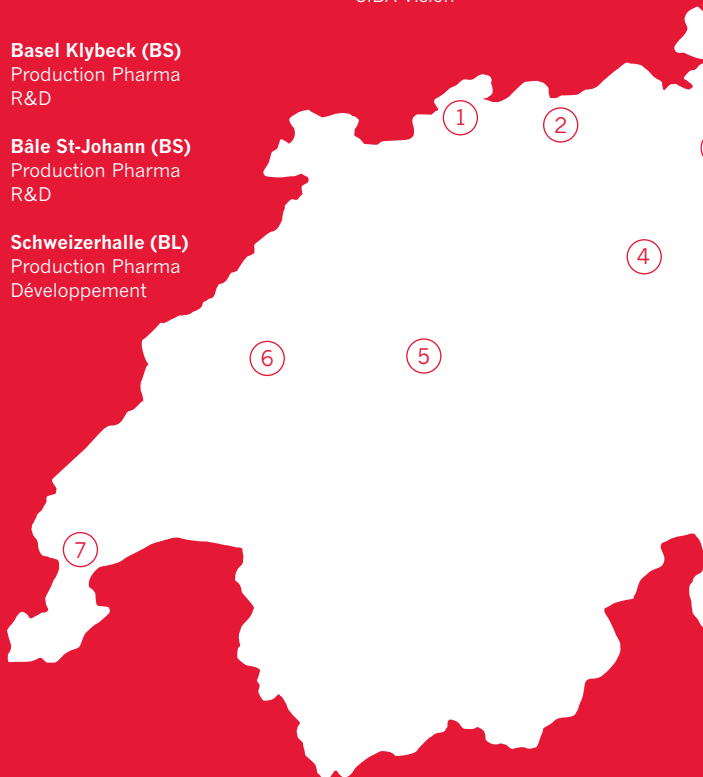 Basel Klybeck (BS)
Production Pharma
R&D
Bâle St-Johann (BS)
Production Pharma
R&D
Schweizerhalle (BL)
Production Pharma
Développement
1
2
4
6
5
7